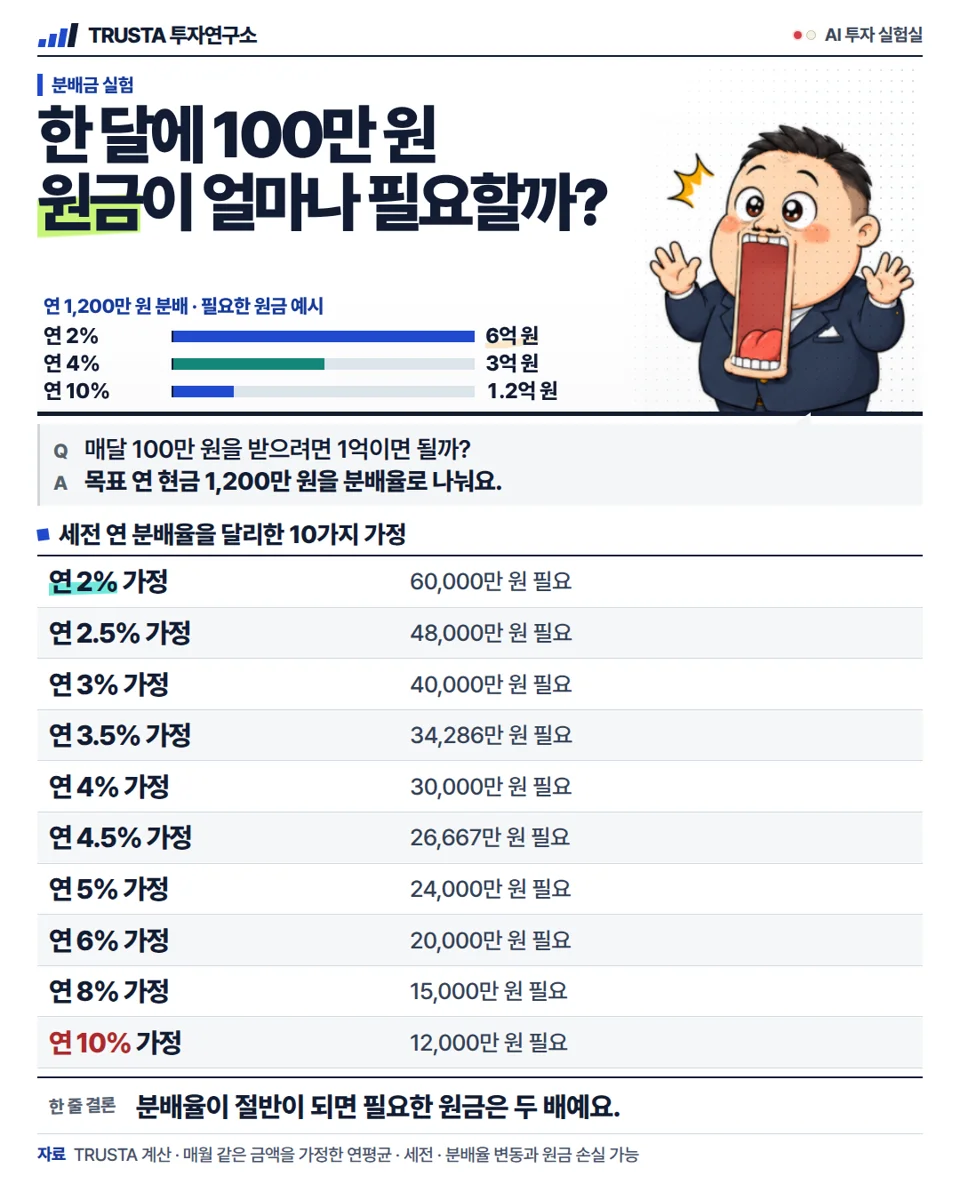 TRUSTA 투자연구소
AI 투자 실험실
분배금 실험
한 달에 100만 원
원금이 얼마나 필요할까?
연 1,200만 원 분배 · 필요한 원금 예시
연 2% 6억 원
연 4% 3억 원
연 10% 1.2억 원
Q 매달 100만 원을 받으려면 1억이면 될까?
A 목표 연 현금 1,200만 원을 분배율로 나눠요.
세전 연 분배율을 달리한 10가지 가정
연 2% 가정 60,000만 원 필요
연 2.5% 가정 48,000만 원 필요
연 3% 가정 40,000만 원 필요
연 3.5% 가정 34,286만 원 필요
연 4% 가정 30,000만 원 필요
연 4.5% 가정 26,667만 원 필요
연 5% 가정 24,000만 원 필요
연 6% 가정 20,000만 원 필요
연 8% 가정 15,000만 원 필요
연 10% 가정 12,000만 원 필요
한 줄 결론 분배율이 절반이 되면 필요한 원금은 두 배예요.
자료 TRUSTA 계산 · 매월 같은 금액을 가정한 연평균 · 세전 · 분배율 변동과 원금 손실 가능